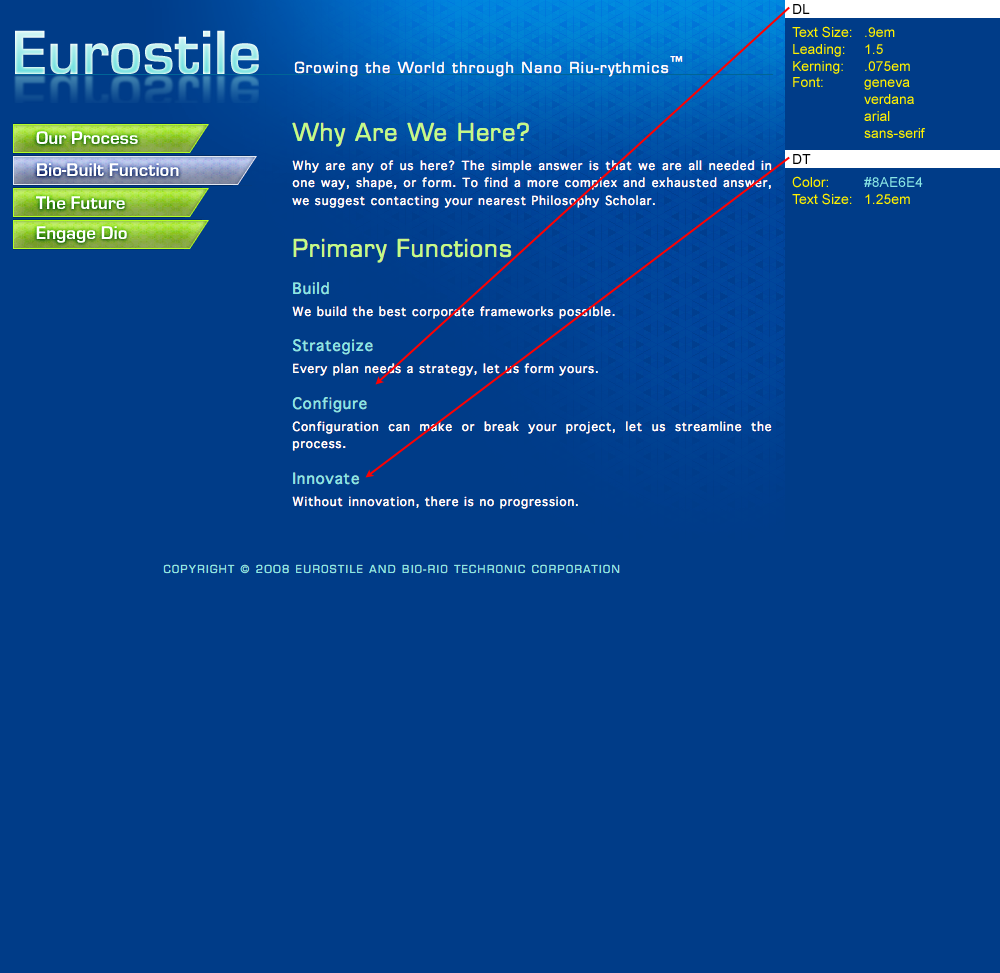 Eurostile
Growing the World through Nano Riu-rythmics™
Our Process
Bio-Built Function
The Future
Engage Dio
Why Are We Here?
Why are any of us here? The simple answer is that we are all needed in
one way, shape, or form. To find a more complex and exhausted answer,
we suggest contacting your nearest Philosophy Scholar.
Primary Functions
Build
We build the best corporate frameworks possible.
Strategize
Every plan needs a strategy, let us form yours.
Configure
Configuration can make or break your project, let us streamline the
process.
Innovate
Without innovation, there is no progression.
COPYRIGHT © 2008 EUROSTILE AND BIO-RIO TECHRONIC CORPORATION
DL
Text Size: .9em
Leading: 1.5
Kerning: .075em
Font: geneva
verdana
arial
sans-serif
DT
Color: #8AE6E4
Text Size: 1.25em